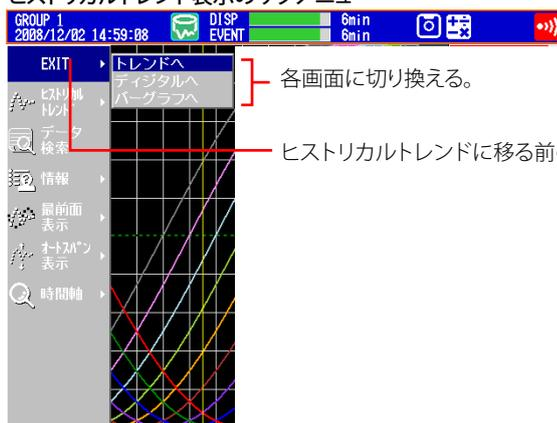 ヒストリカルトレンド表示のサブメニュー
GROUP 1
2008/12/02 14:59:08
DISP
EVENT
6min
6min
EXIT
トレンドへ
ディジタルへ
バーグラフへ
各画面に切り換える。
ヒストリカル
トレンド
ヒストリカルトレンドに移る前
データ
検索
情報
最前面
表示
オートスパン
表示
時間軸